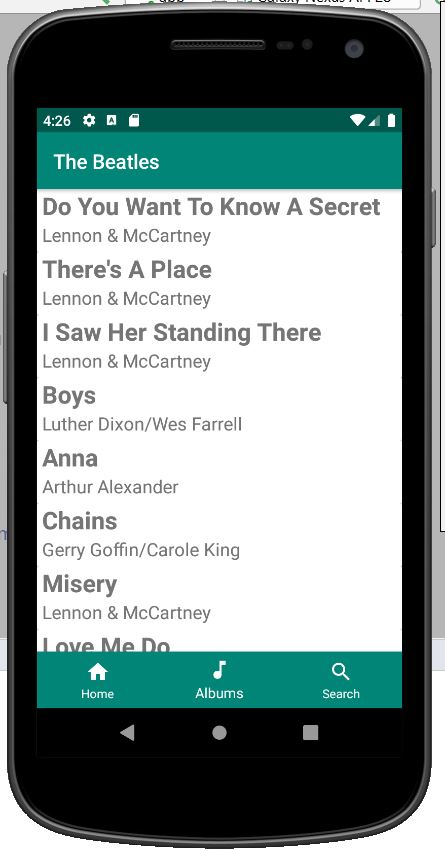 4:26
The Beatles
Do You Want To Know A Secret
Lennon & McCartney
There's A Place
Lennon & McCartney
I Saw Her Standing There
Lennon & McCartney
Boys
Luther Dixon/Wes Farrell
Anna
Arthur Alexander
Chains
Gerry Goffin/Carole King
Misery
Lennon & McCartney
Love Me Do
Home Albums Search